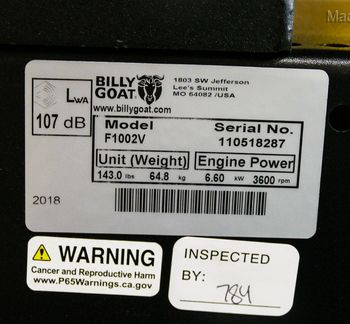 Mac
BILLY
GOAT
1803 SW Jefferson
Lee's Summit
MO 64082 /USA
www.billygoat.com
LWA
107 dB
Model
F1002V
Serial No.
110518287
Unit (Weight)
143.0 lbs 64.8 kg
Engine Power
6.60 kW 3600 rpm
2018
WARNING
Cancer and Reproductive Harm
www.P65Warnings.ca.gov
INSPECTED
BY:
784